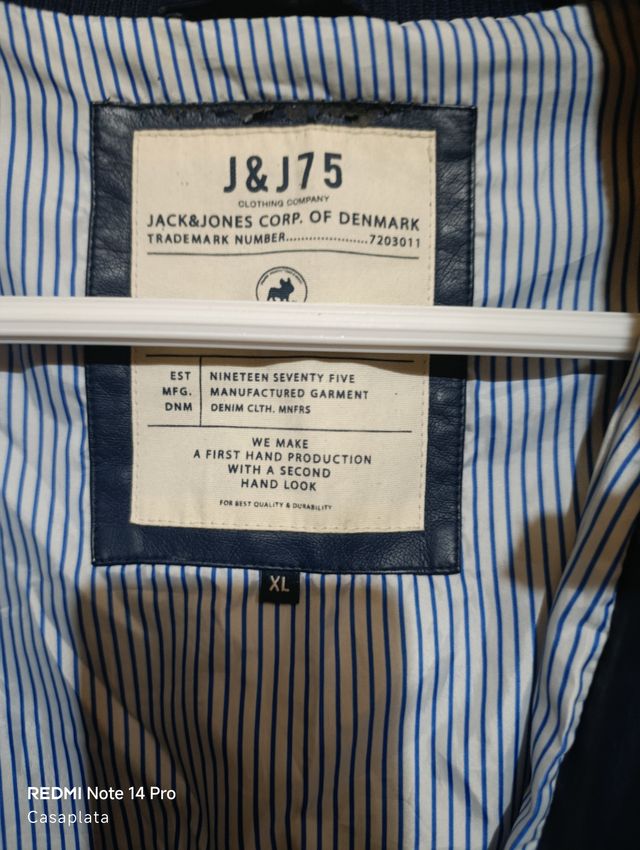 J&J75
CLOTHING COMPANY
JACK&JONES CORP. OF DENMARK
TRADEMARK NUMBER.....................7203011
EST NINETEEN SEVENTY FIVE
MFG. MANUFACTURED GARMENT
DNM DENIM CLTH. MNFRS
WE MAKE
A FIRST HAND PRODUCTION
WITH A SECOND
HAND LOOK
FOR BEST QUALITY & DURABILITY
XL
REDMI Note 14 Pro
Casaplata